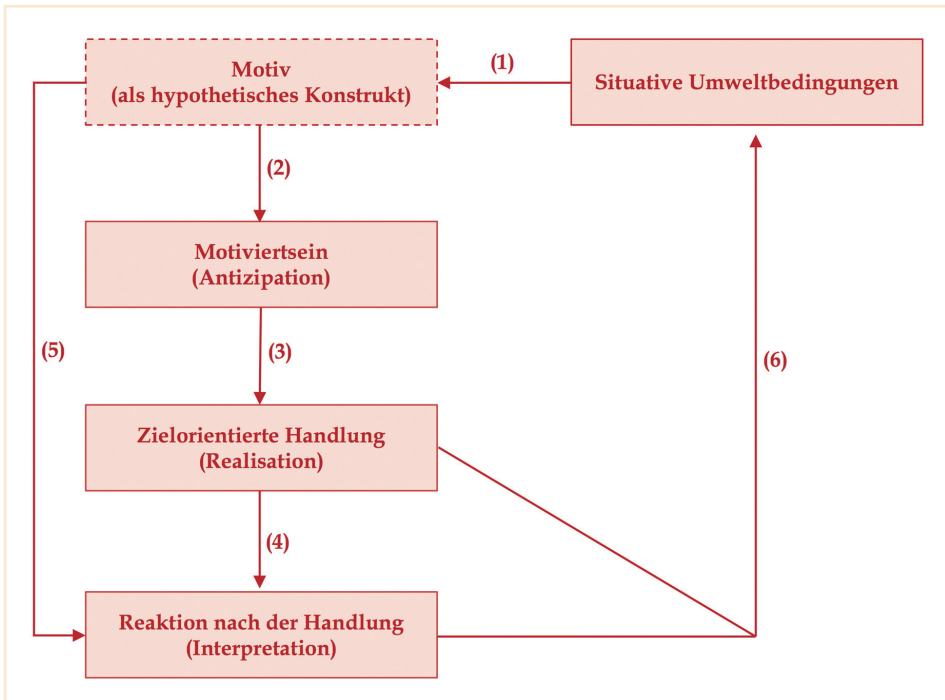 Motiv
(als hypothetisches Konstrukt)
(1)
Situative Umweltbedingungen
(2)
Motiviertsein
(Antizipation)
(5)
(3)
(6)
Zielorientierte Handlung
(Realisation)
(4)
Reaktion nach der Handlung
(Interpretation)